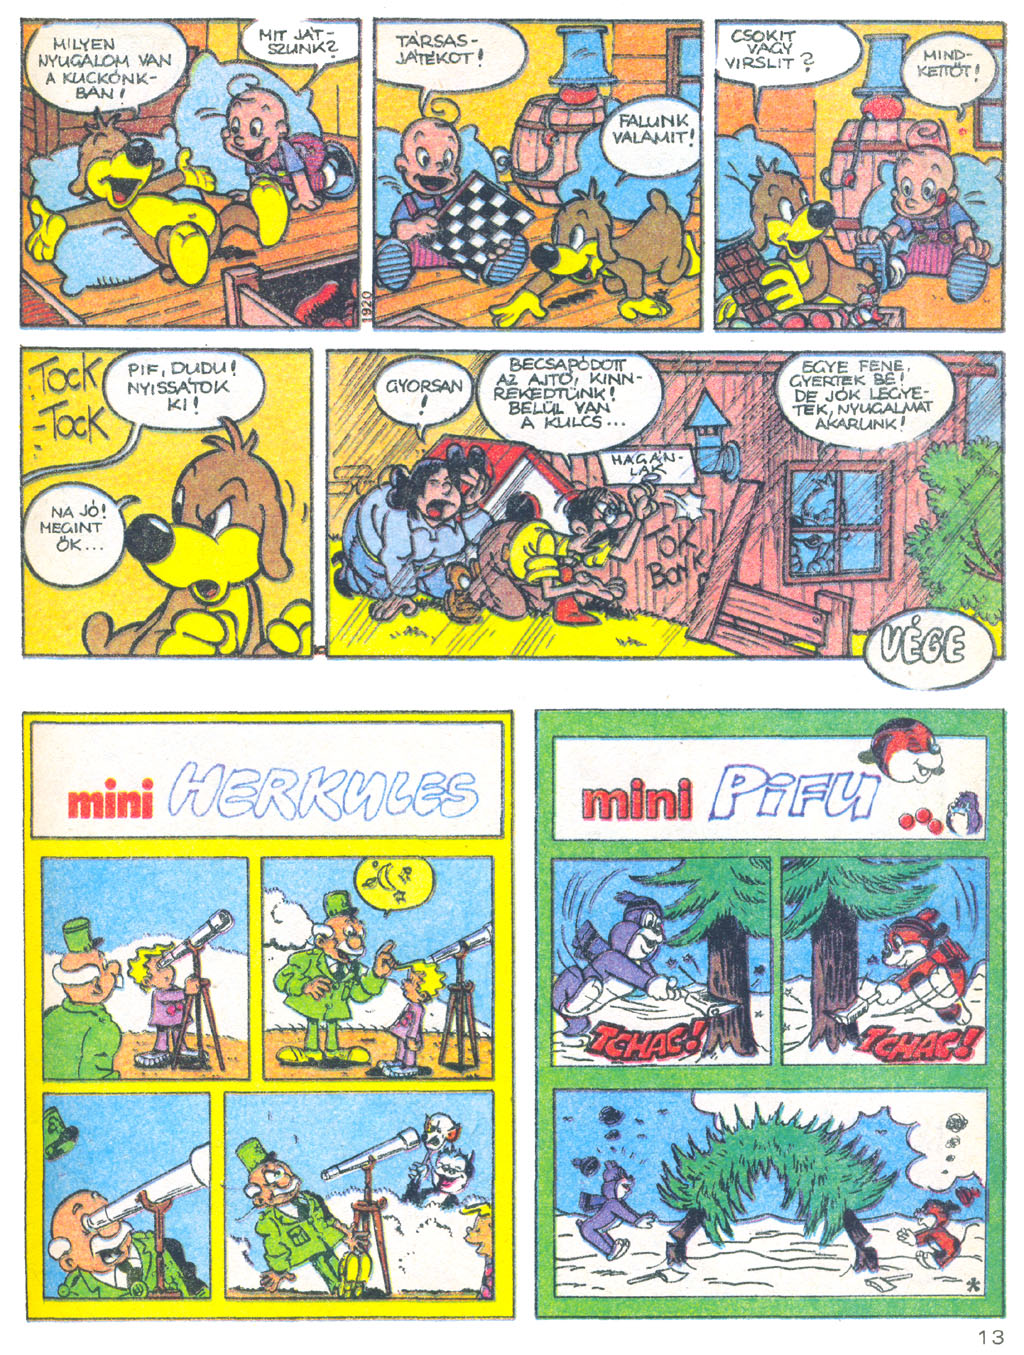 MILYEN
NYUGALOM VAN
A KUCKÓNK-
BAN!
MIT JÁT-
SZUNK?
TÁRSAS-
JÁTÉKOT!
FALUNK
VALAMIT!
CSOKIT
VAGY
VIRSLIT?
MIND-
KETTŐT!
1920
TOCK
-TOCK
PIF, DUDU!
NYISSÁTOK
KI!
NA JÓ!
MEGINT
ŐK...
GYORSAN
!
BECSAPÓDOTT
AZ AJTÓ, KINN-
REKEDTÜNK!
BELÜL VAN
A KULCS...
EGYE FENE,
GYERTEK BE!
DE JÓK LEGYE-
TEK, NYUGALMAT
AKARUNK!
MAGÁN-
LAK
TOK
BONK
VÉGE
mini HERKULES
mini PiFU
TCHAC!
TCHAC!
13